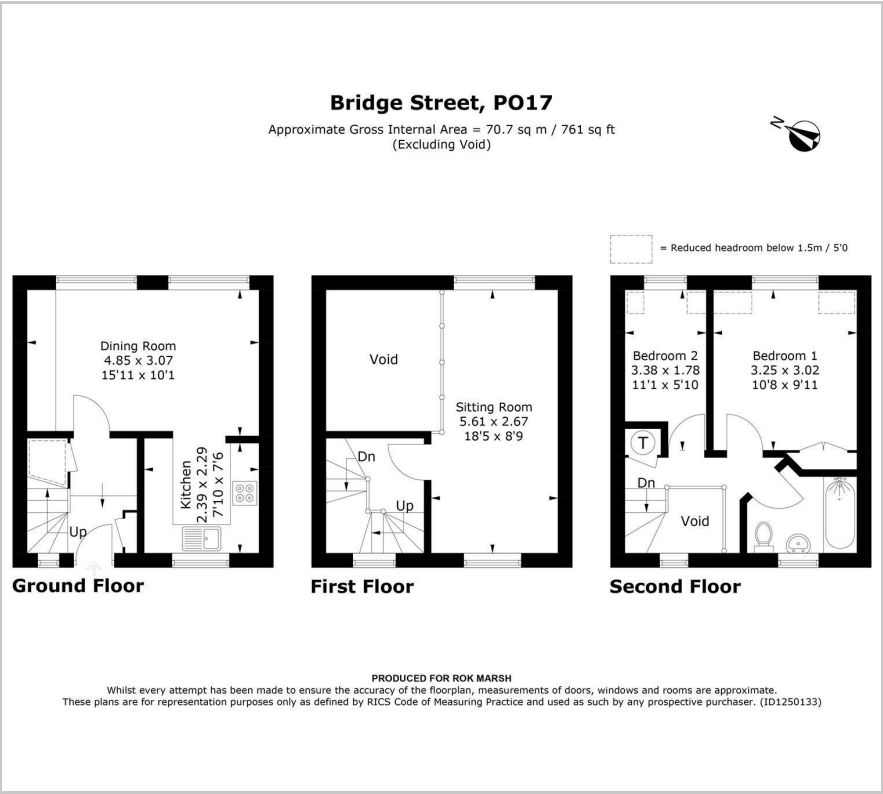 Bridge Street, PO17
Approximate Gross Internal Area = 70.7 sq m / 761 sq ft
(Excluding Void)
N
= Reduced headroom below 1.5m / 5'0
Dining Room
4.85 x 3.07
15'11 x 10'1
Kitchen
2.39 x 2.29
7'10 x 7'6
Up
Ground Floor
Void
Sitting Room
5.61 x 2.67
18'5 x 8'9
Dn
Up
First Floor
Bedroom 2
3.38 x 1.78
11'1 x 5'10
Bedroom 1
3.25 x 3.02
10'8 x 9'11
T
Dn
Void
Second Floor
PRODUCED FOR ROK MARSH
Whilst every attempt has been made to ensure the accuracy of the floorplan, measurements of doors, windows and rooms are approximate.
These plans are for representation purposes only as defined by RICS Code of Measuring Practice and used as such by any prospective purchaser. (ID1250133)